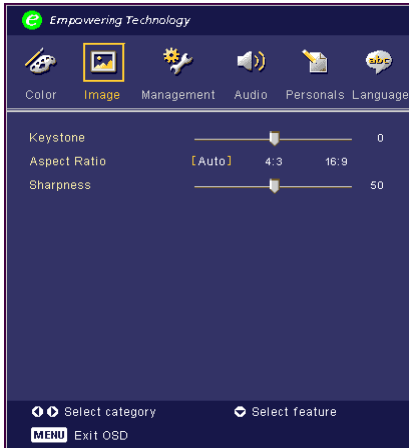 e Empowering Technology
Color Image Management Audio Personals Language
abc
Keystone 0
Aspect Ratio [Auto] 4:3 16:9
Sharpness 50
Select category Select feature
MENU Exit OSD